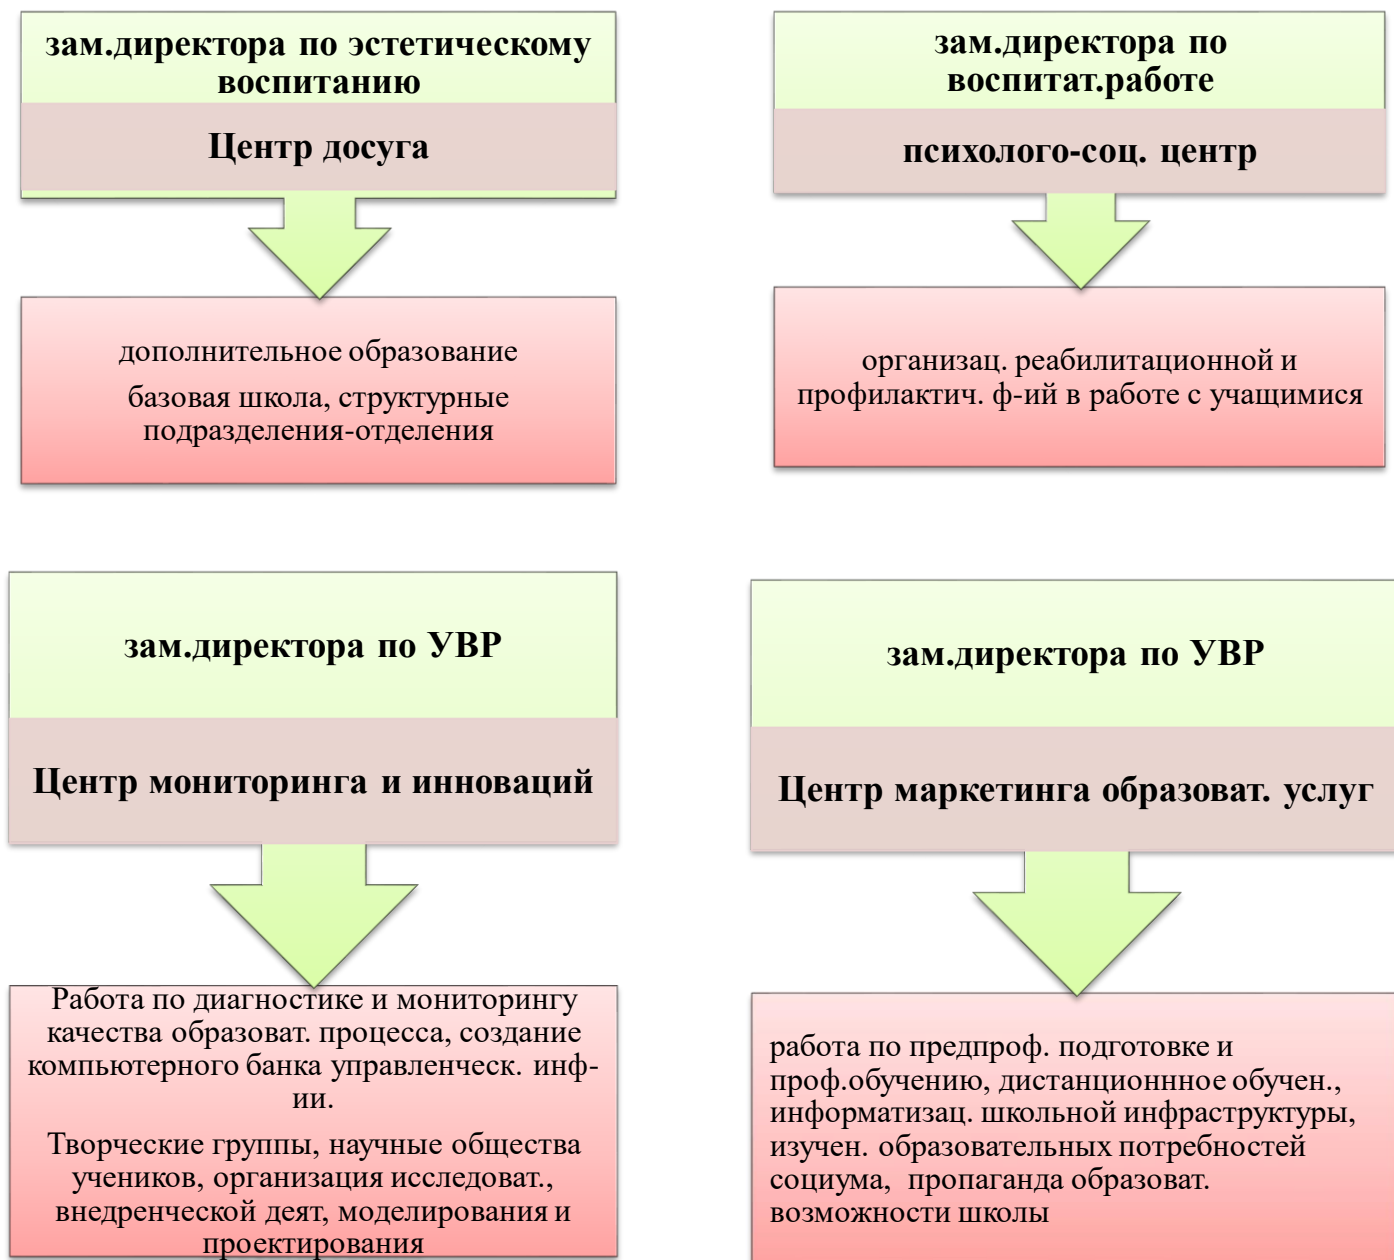 зам.директора по эстетическому
воспитанию
Центр досуга
дополнительное образование
базовая школа, структурные
подразделения-отделения
зам.директора по
воспитат.работе
психолого-соц. центр
организац. реабилитационной и
профилактич. ф-ий в работе с учащимися
зам.директора по УВР
Центр мониторинга и инноваций
Работа по диагностике и мониторингу
качества образоват. процесса, создание
компьютерного банка управленческ. инф-
ии.
Творческие группы, научные общества
учеников, организация исследоват.,
внедренческой деят, моделирования и
проектирования
зам.директора по УВР
Центр маркетинга образоват. услуг
работа по предпроф. подготовке и
проф.обучению, дистанционнное обучен.,
информатизац. школьной инфраструктуры,
изучен. образовательных потребностей
социума, пропаганда образоват.
возможности школы